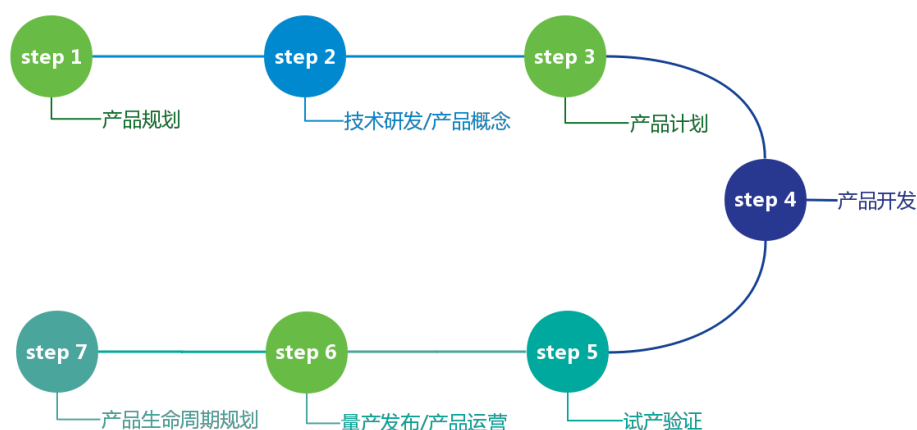 step 1
产品规划
step 2
技术研发/产品概念
step 3
产品计划
step 4
产品开发
step 5
试产验证
step 6
量产发布/产品运营
step 7
产品生命周期规划